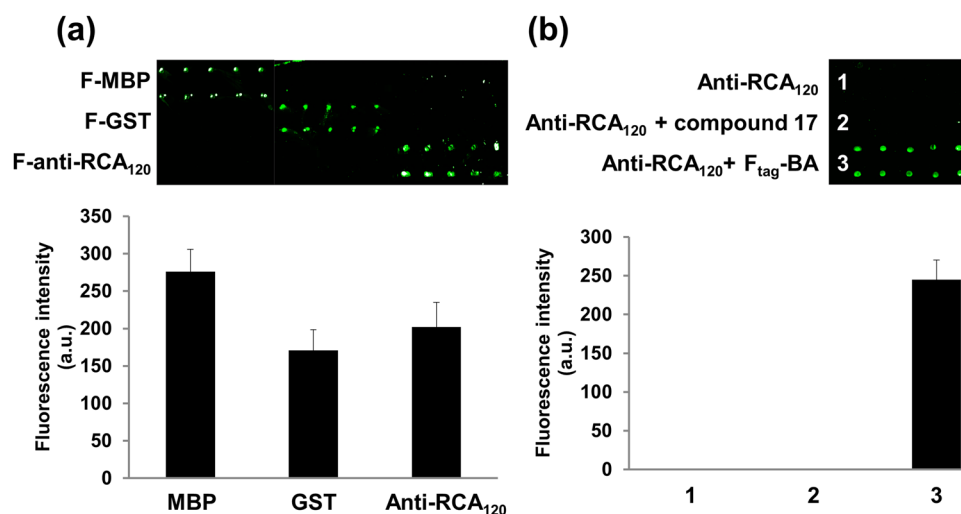 (a)
F-MBP
F-GST
F-anti-RCA120
Fluorescence intensity
(a.u.)
350
300
250
200
150
100
50
0
MBP
GST
Anti-RCA120
(b)
Anti-RCA120
1
Anti-RCA120 + compound 17
2
Anti-RCA120+ Ftag-BA
3
Fluorescence intensity
(a.u.)
300
250
200
150
100
50
0
1
2
3